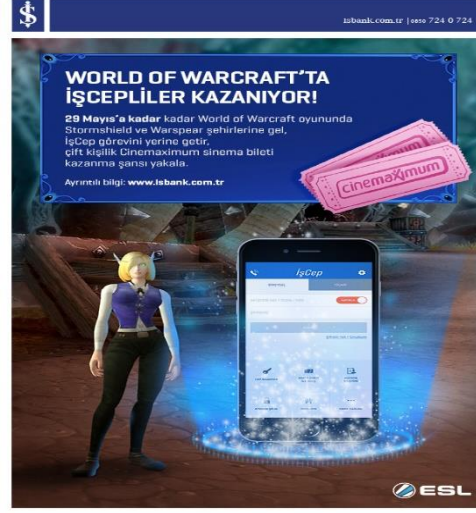 isbank.com.tr | 0850 724 0 724
WORLD OF WARCRAFT'TA
İŞCEPLİLER KAZANIYOR!
29 Mayıs'a kadar kadar World of Warcraft oyununda
Stormshield ve Warspear şehirlerine gel,
İşCep görevini yerine getir,
çift kişilik Cinemaximum sinema bileti
kazanma şansı yakala.
Ayrıntılı bilgi: www.isbank.com.tr
cinemaximum
cinemaximum
İşCep
ESL